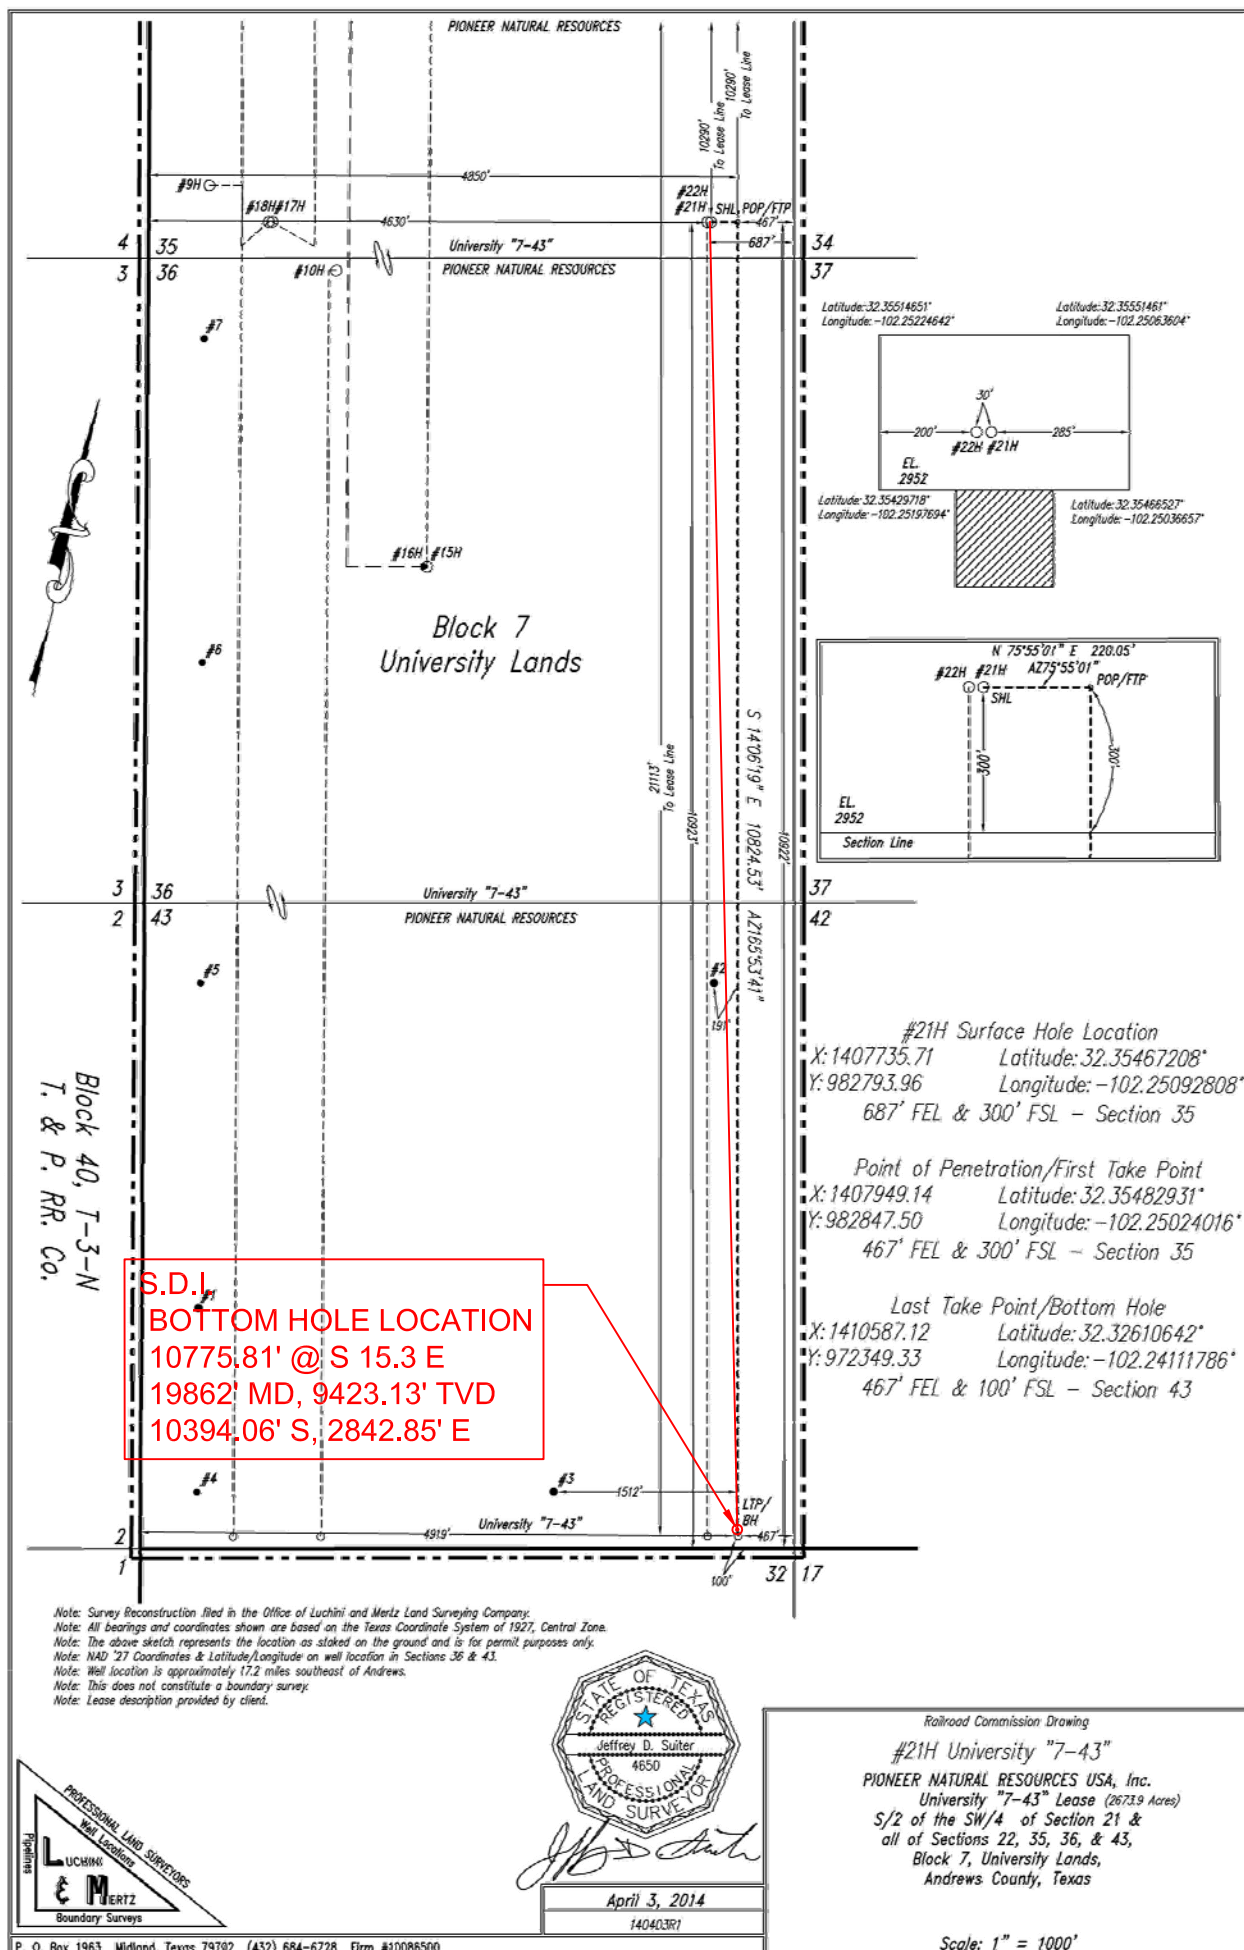 PIONEER NATURAL RESOURCES
10290'
To Lease Line
10290'
To Lease Line
4850'
#9H
#18H #17H
4630'
#22H
#21H SHL POP/FTP
467'
687'
4 35
University "7-43"
34
3 36
#10H
PIONEER NATURAL RESOURCES
37
#7
Latitude: 32.35514651°
Longitude: -102.25224642°
Latitude: 32.35551461°
Longitude: -102.25063604°
30'
200'
285'
#22H #21H
EL.
2952
Latitude: 32.35429718°
Longitude: -102.25197694°
Latitude: 32.35466527°
Longitude: -102.25036657°
#16H #15H
Block 7
University Lands
#6
N 75°55'01" E 220.05'
AZ75°55'01"
#22H #21H
POP/FTP
SHL
300'
300'
EL.
2952
Section Line
S 14°06'19" E 10824.53' AZ165°53'41"
21113'
To Lease Line
10923'
10922'
3 36
University "7-43"
37
2 43
PIONEER NATURAL RESOURCES
42
#5
#2
191'
#21H Surface Hole Location
X: 1407735.71 Latitude: 32.35467208°
Y: 982793.96 Longitude: -102.25092808°
687' FEL & 300' FSL - Section 35
Point of Penetration/First Take Point
X: 1407949.14 Latitude: 32.35482931°
Y: 982847.50 Longitude: -102.25024016°
467' FEL & 300' FSL - Section 35
Last Take Point/Bottom Hole
X: 1410587.12 Latitude: 32.32610642°
Y: 972349.33 Longitude: -102.24111786°
467' FEL & 100' FSL - Section 43
Block 40, T-3-N
T. & P. RR. Co.
S.D.I.
#1
BOTTOM HOLE LOCATION
10775.81' @ S 15.3 E
19862' MD, 9423.13' TVD
10394.06' S, 2842.85' E
#4
#3
1512'
LTP/
BH
2
4919'
University "7-43"
467'
1
100'
32 17
Note: Survey Reconstruction filed in the Office of Luchini and Mertz Land Surveying Company.
Note: All bearings and coordinates shown are based on the Texas Coordinate System of 1927, Central Zone.
Note: The above sketch represents the location as staked on the ground and is for permit purposes only.
Note: NAD '27 Coordinates & Latitude/Longitude on well location in Sections 36 & 43.
Note: Well location is approximately 17.2 miles southeast of Andrews.
Note: This does not constitute a boundary survey.
Note: Lease description provided by client.
STATE OF TEXAS
REGISTERED
Jeffrey D. Suiter
4650
PROFESSIONAL
LAND SURVEYOR
April 3, 2014
140403R1
PROFESSIONAL LAND SURVEYORS
Well Locations
Pipelines
LUCHINI
& MERTZ
Boundary Surveys
P. O. Box 1963 Midland, Texas 79702 (432) 684-6728 Firm #10086500
Railroad Commission Drawing
#21H University "7-43"
PIONEER NATURAL RESOURCES USA, Inc.
University "7-43" Lease (2673.9 Acres)
S/2 of the SW/4 of Section 21 &
all of Sections 22, 35, 36, & 43,
Block 7, University Lands,
Andrews County, Texas
Scale: 1" = 1000'